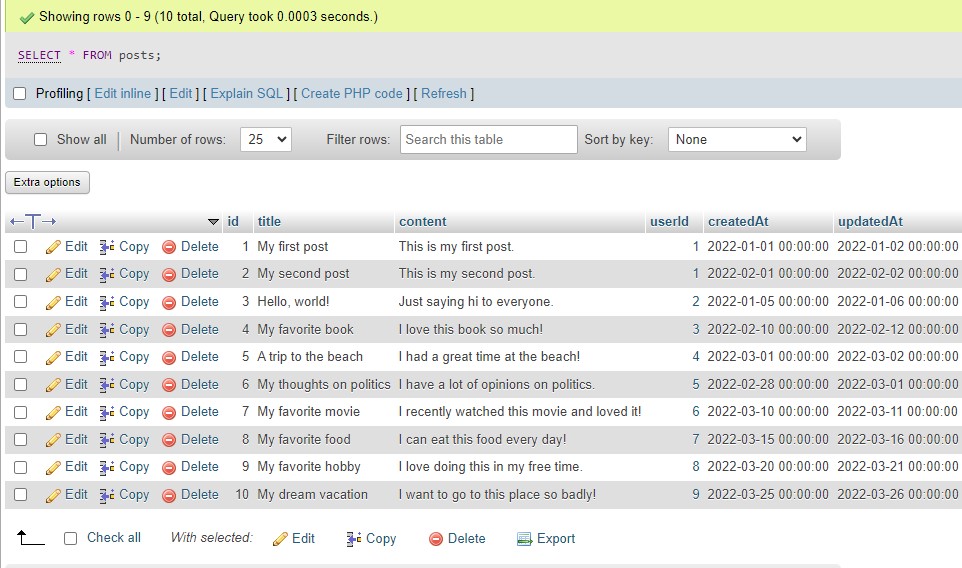 Showing rows 0 - 9 (10 total, Query took 0.0003 seconds.)
SELECT * FROM posts;
Profiling [ Edit inline ] [ Edit ] [ Explain SQL ] [ Create PHP code ] [ Refresh ]
Show all Number of rows: 25 Filter rows: Search this table Sort by key: None
Extra options
id title content userId createdAt updatedAt
Edit Copy Delete 1 My first post This is my first post. 1 2022-01-01 00:00:00 2022-01-02 00:00:00
Edit Copy Delete 2 My second post This is my second post. 1 2022-02-01 00:00:00 2022-02-02 00:00:00
Edit Copy Delete 3 Hello, world! Just saying hi to everyone. 2 2022-01-05 00:00:00 2022-01-06 00:00:00
Edit Copy Delete 4 My favorite book I love this book so much! 3 2022-02-10 00:00:00 2022-02-12 00:00:00
Edit Copy Delete 5 A trip to the beach I had a great time at the beach! 4 2022-03-01 00:00:00 2022-03-02 00:00:00
Edit Copy Delete 6 My thoughts on politics I have a lot of opinions on politics. 5 2022-02-28 00:00:00 2022-03-01 00:00:00
Edit Copy Delete 7 My favorite movie I recently watched this movie and loved it! 6 2022-03-10 00:00:00 2022-03-11 00:00:00
Edit Copy Delete 8 My favorite food I can eat this food every day! 7 2022-03-15 00:00:00 2022-03-16 00:00:00
Edit Copy Delete 9 My favorite hobby I love doing this in my free time. 8 2022-03-20 00:00:00 2022-03-21 00:00:00
Edit Copy Delete 10 My dream vacation I want to go to this place so badly! 9 2022-03-25 00:00:00 2022-03-26 00:00:00
Check all With selected: Edit Copy Delete Export